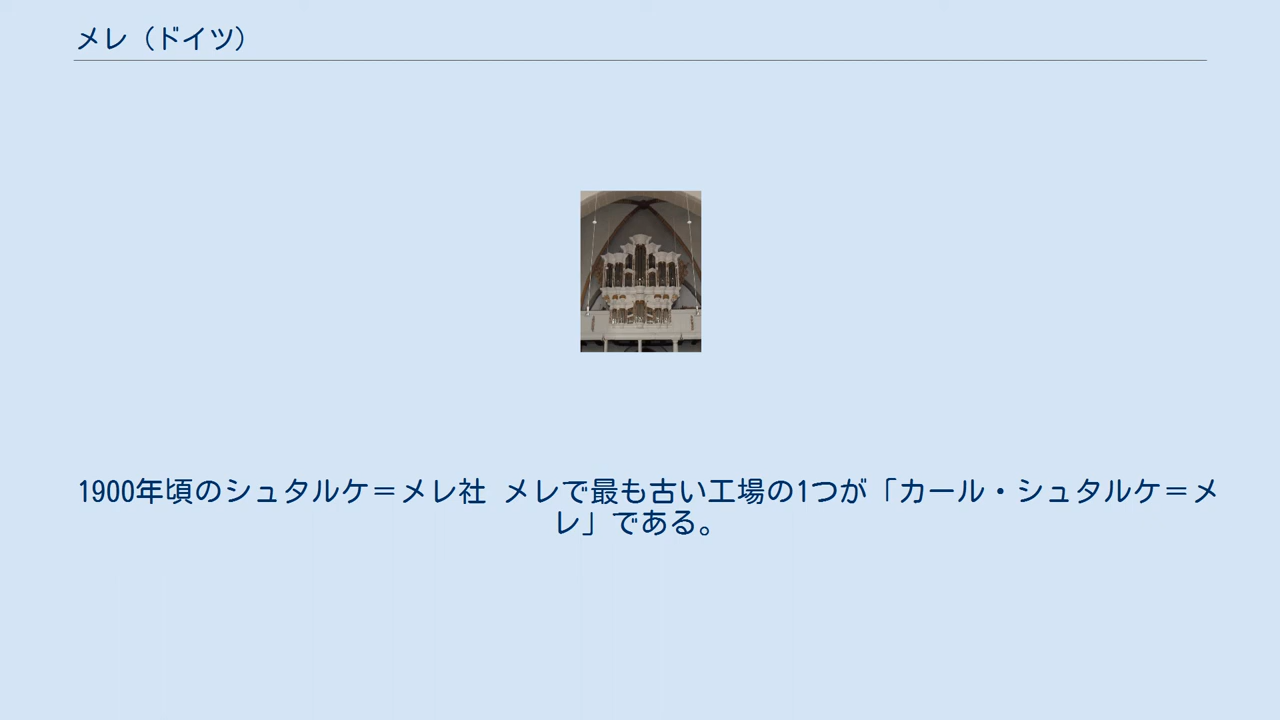 メレ（ドイツ）
1900年頃のシュタルケ＝メレ社 メレで最も古い工場の1つが「カール・シュタルケ＝メ
レ」である。